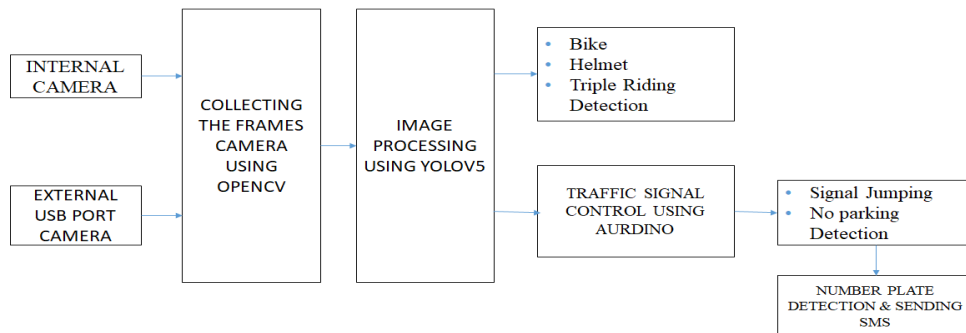 INTERNAL
CAMERA
EXTERNAL
USB PORT
CAMERA
COLLECTING
THE FRAMES
CAMERA
USING
OPENCV
IMAGE
PROCESSING
USING YOLOV5
• Bike
• Helmet
• Triple Riding
Detection
TRAFFIC SIGNAL
CONTROL USING
AURDINO
• Signal Jumping
• No parking
Detection
NUMBER PLATE
DETECTION & SENDING
SMS